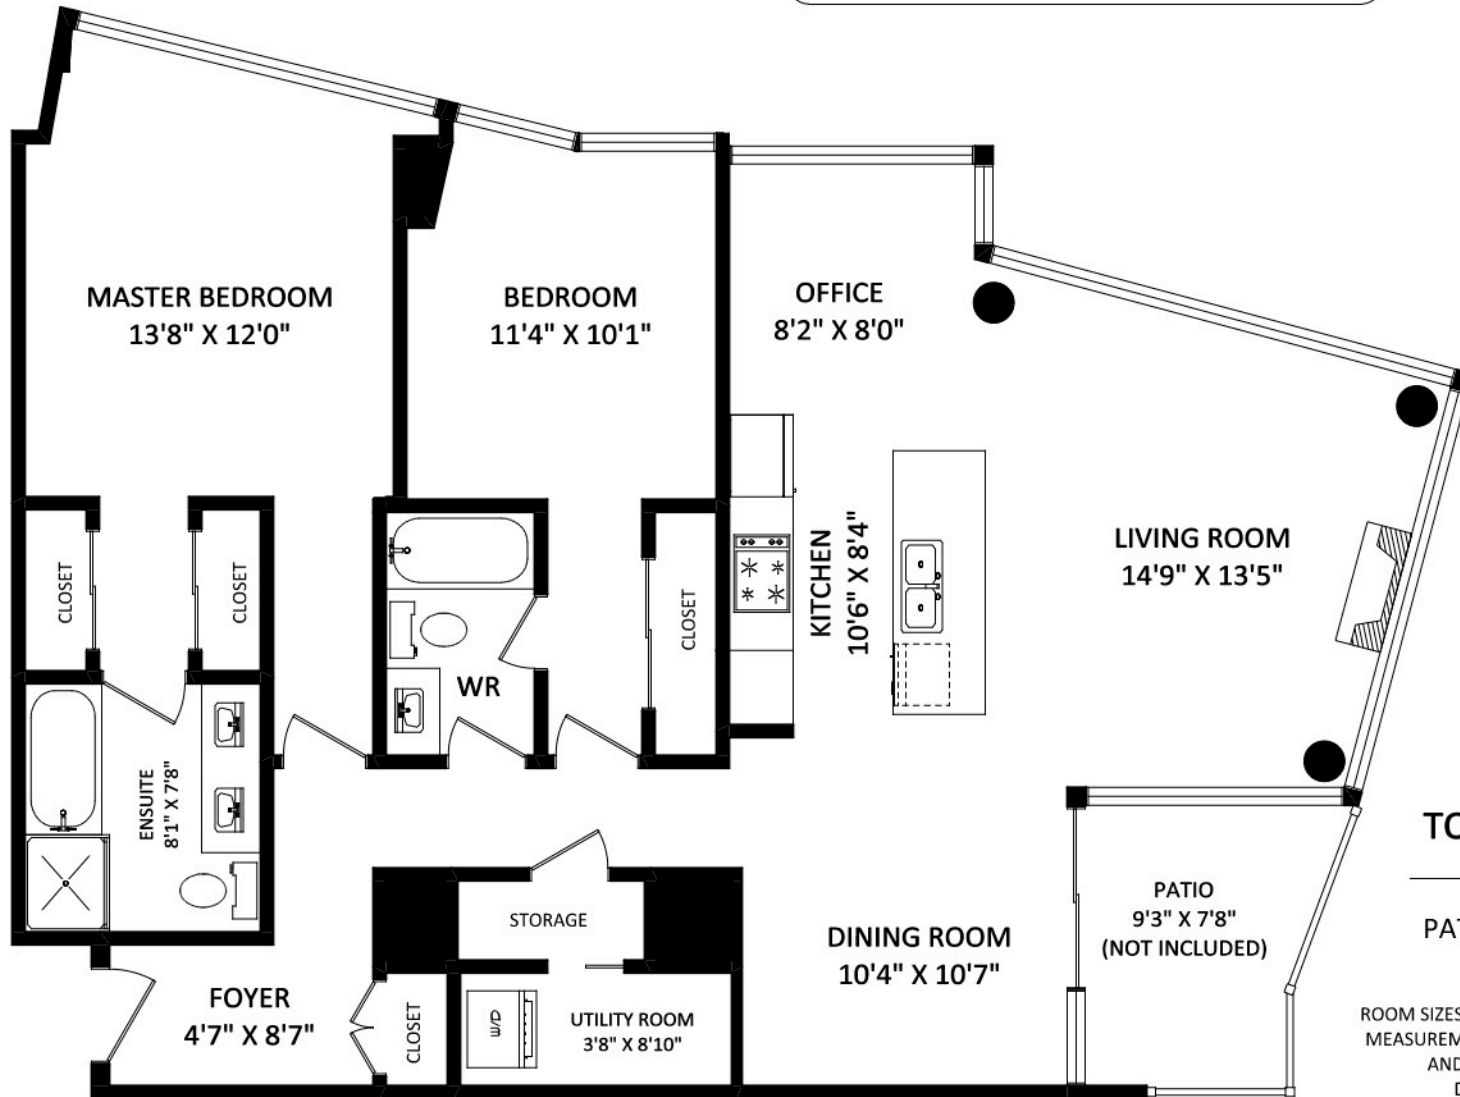 MASTER BEDROOM
13'8" X 12'0"
BEDROOM
11'4" X 10'1"
OFFICE
8'2" X 8'0"
CLOSET
CLOSET
CLOSET
KITCHEN
10'6" X 8'4"
LIVING ROOM
14'9" X 13'5"
WR
ENSUITE
8'1" X 7'8"
STORAGE
DINING ROOM
10'4" X 10'7"
PATIO
9'3" X 7'8"
(NOT INCLUDED)
FOYER
4'7" X 8'7"
CLOSET
W/D
UTILITY ROOM
3'8" X 8'10"
ROOM SIZES
AND